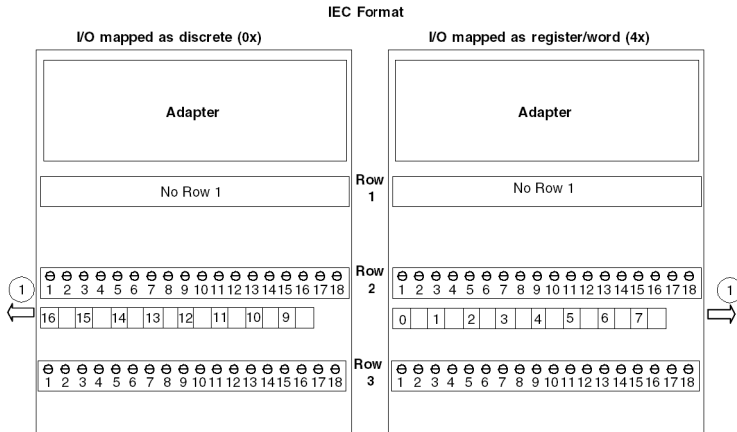 IEC Format
I/O mapped as discrete (0x)
I/O mapped as register/word (4x)
Adapter
Adapter
No Row 1
Row
1
No Row 1
1 2 3 4 5 6 7 8 9 10 11 12 13 14 15 16 17 18
Row
2
1 2 3 4 5 6 7 8 9 10 11 12 13 14 15 16 17 18
1
1
16 15 14 13 12 11 10 9
0 1 2 3 4 5 6 7
1 2 3 4 5 6 7 8 9 10 11 12 13 14 15 16 17 18
Row
3
1 2 3 4 5 6 7 8 9 10 11 12 13 14 15 16 17 18